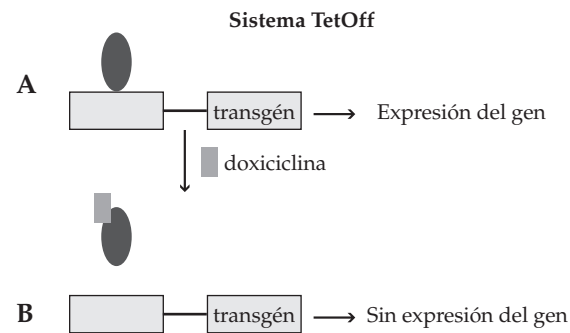 Sistema TetOff
A
transgén
Expresión del gen
doxiciclina
B
transgén
Sin expresión del gen